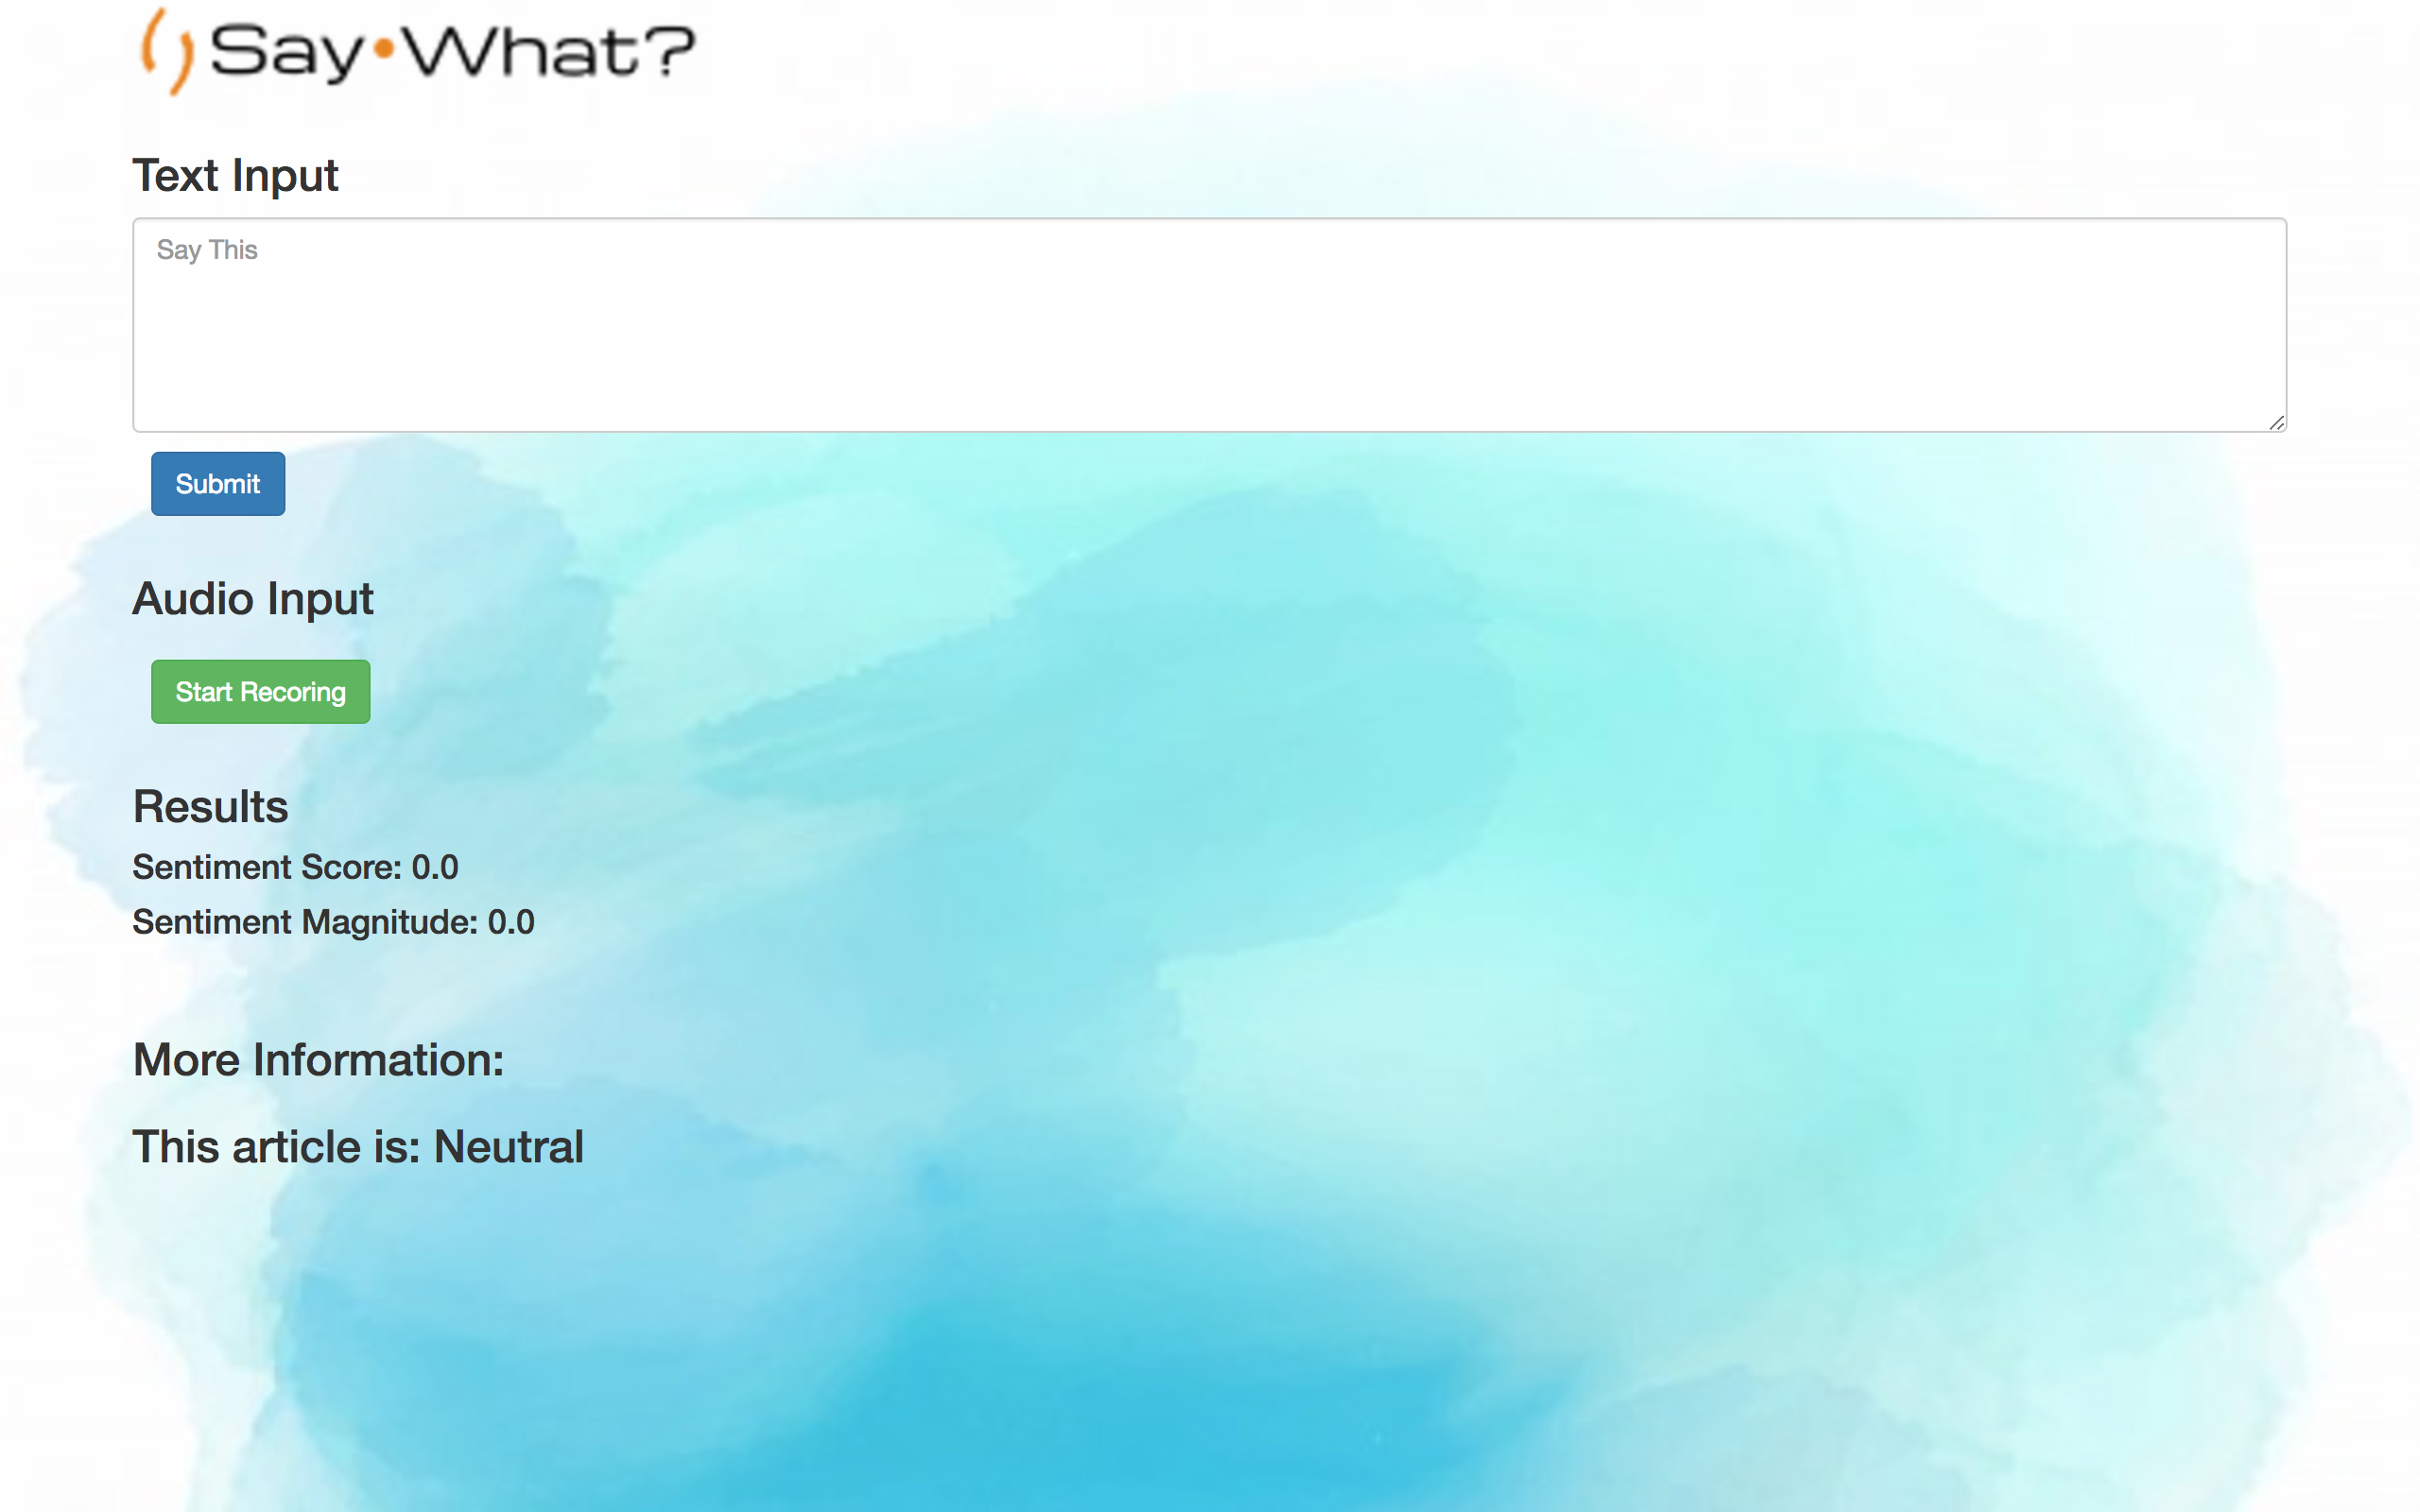 Say•What?
Text Input
Say This
Submit
Audio Input
Start Recoring
Results
Sentiment Score: 0.0
Sentiment Magnitude: 0.0
More Information:
This article is: Neutral